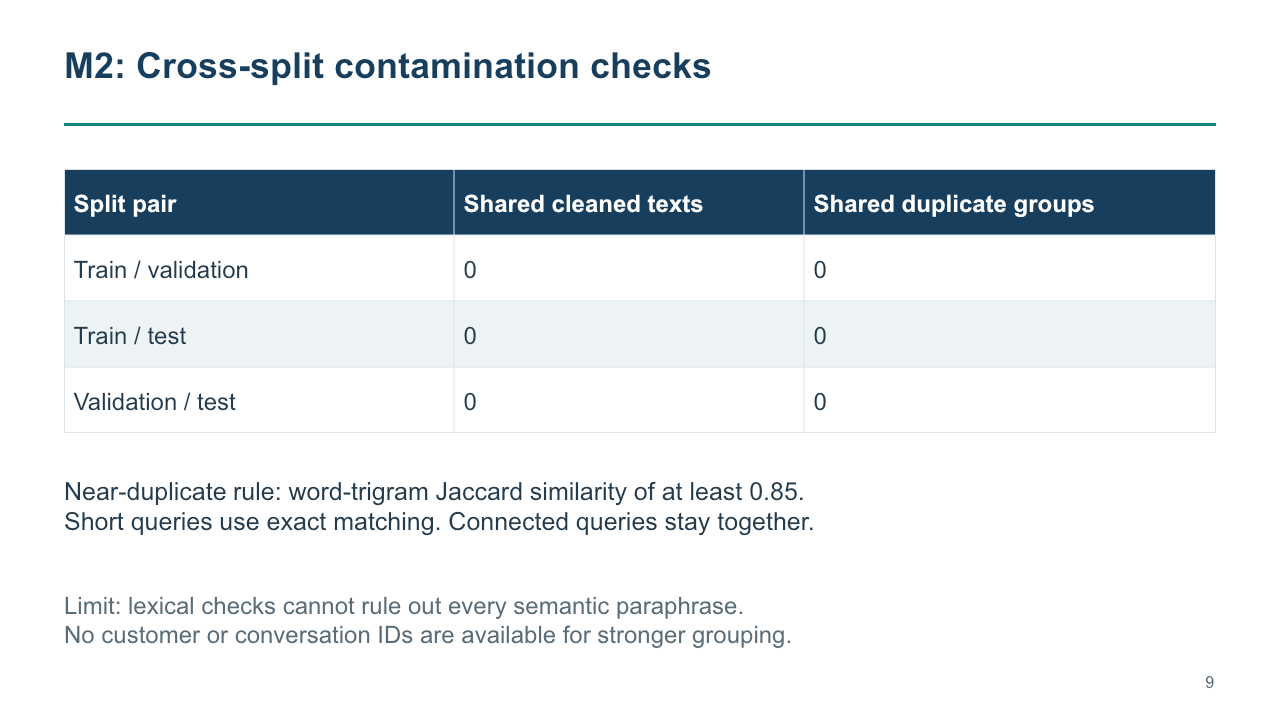 M2: Cross-split contamination checks
Split pair Shared cleaned texts Shared duplicate groups
Train / validation 0 0
Train / test 0 0
Validation / test 0 0
Near-duplicate rule: word-trigram Jaccard similarity of at least 0.85.
Short queries use exact matching. Connected queries stay together.
Limit: lexical checks cannot rule out every semantic paraphrase.
No customer or conversation IDs are available for stronger grouping.
9